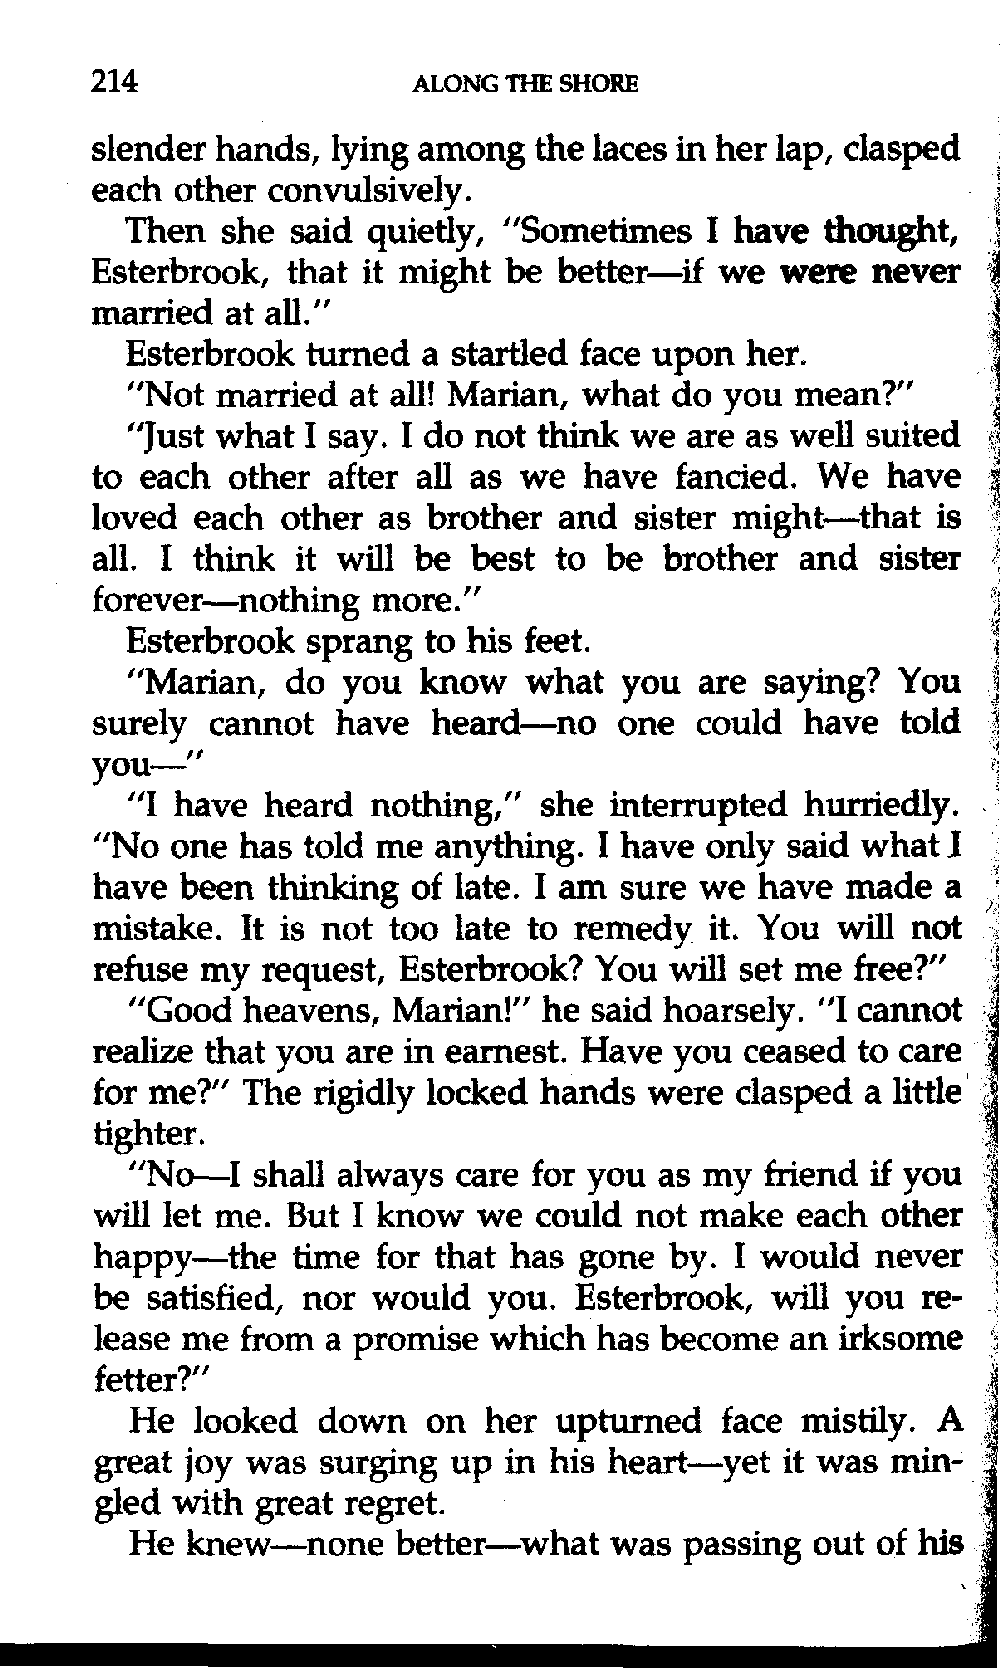 214 ALONG THE SHORE
slender hands, lying among the laces in her lap, clasped
each other convulsively.
Then she said quietly, "Sometimes I have thought,
Esterbrook, that it might be better—if we were never
married at all."
Esterbrook turned a startled face upon her.
"Not married at all! Marian, what do you mean?"
"Just what I say. I do not think we are as well suited
to each other after all as we have fancied. We have
loved each other as brother and sister might—that is
all. I think it will be best to be brother and sister
forever—nothing more."
Esterbrook sprang to his feet.
"Marian, do you know what you are saying? You
surely cannot have heard—no one could have told
you—"
"I have heard nothing," she interrupted hurriedly.
"No one has told me anything. I have only said what I
have been thinking of late. I am sure we have made a
mistake. It is not too late to remedy it. You will not
refuse my request, Esterbrook? You will set me free?"
"Good heavens, Marian!" he said hoarsely. "I cannot
realize that you are in earnest. Have you ceased to care
for me?" The rigidly locked hands were clasped a little
tighter.
"No—I shall always care for you as my friend if you
will let me. But I know we could not make each other
happy—the time for that has gone by. I would never
be satisfied, nor would you. Esterbrook, will you re-
lease me from a promise which has become an irksome
fetter?"
He looked down on her upturned face mistily. A
great joy was surging up in his heart—yet it was min-
gled with great regret.
He knew—none better—what was passing out of his